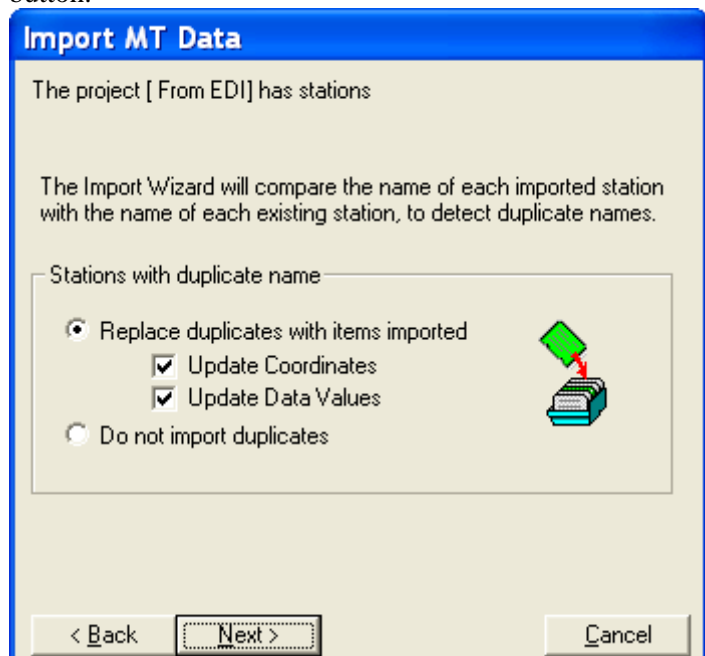 button.
Import MT Data
The project [ From EDI] has stations
The Import Wizard will compare the name of each imported station
with the name of each existing station, to detect duplicate names.
Stations with duplicate name
Replace duplicates with items imported
Update Coordinates
Update Data Values
Do not import duplicates
< Back Next > Cancel